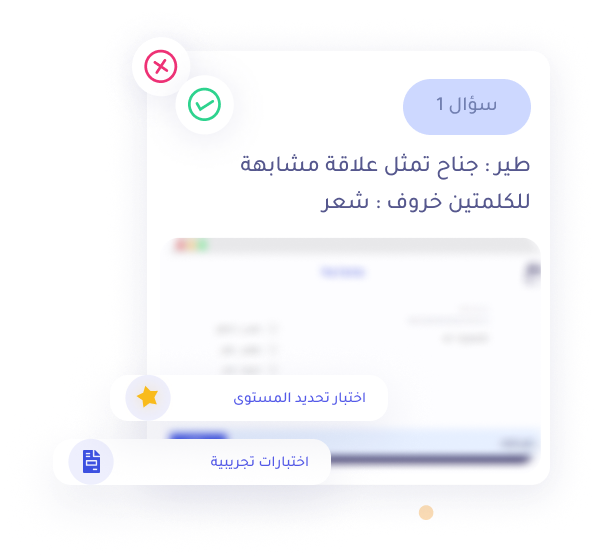 سؤال 1
طير : جناح تمثل علاقة مشابهة
للكلمتين خروف : شعر
اختبار تحديد المستوى
اختبارات تجريبية